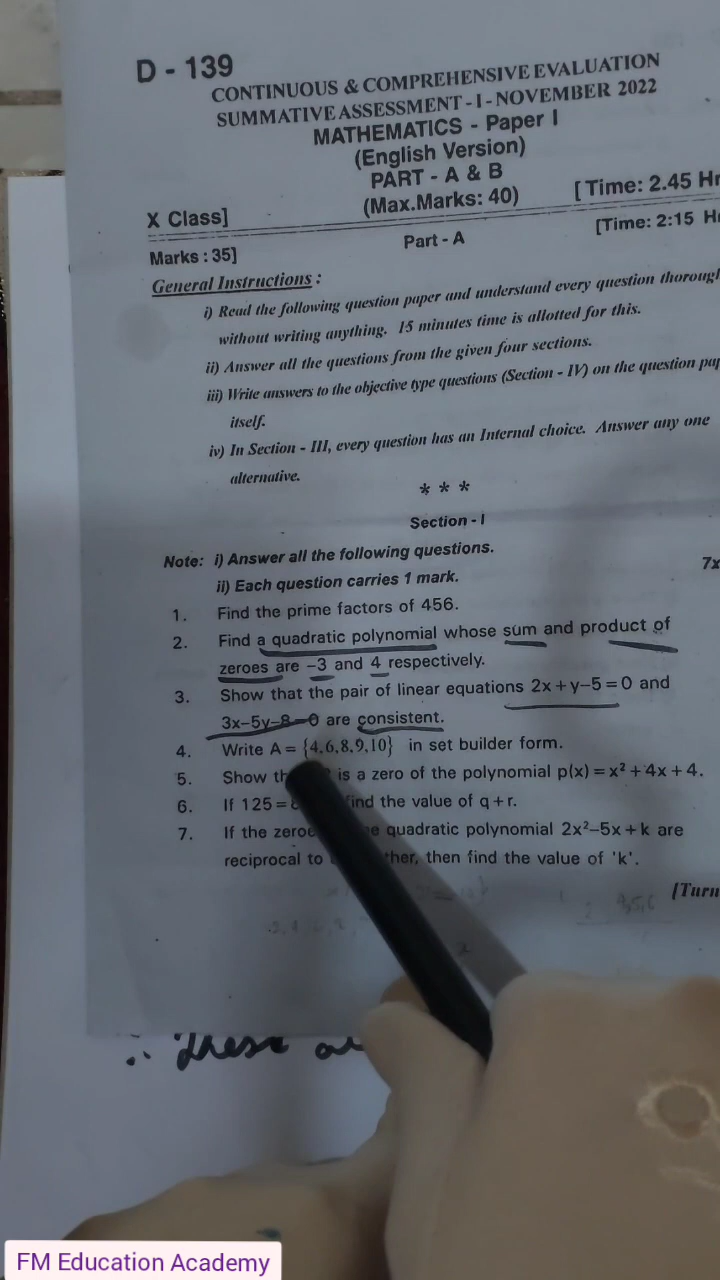 D - 139
CONTINUOUS & COMPREHENSIVE EVALUATION
SUMMATIVE ASSESSMENT - I - NOVEMBER 2022
MATHEMATICS - Paper I
(English Version)
PART - A & B
X Class] (Max.Marks: 40) [ Time: 2.45 Hr
Marks : 35] Part - A [Time: 2:15 H
General Instructions :
i) Read the following question paper and understand every question thorough
without writing anything. 15 minutes time is allotted for this.
ii) Answer all the questions from the given four sections.
iii) Write answers to the objective type questions (Section - IV) on the question pap
itself.
iv) In Section - III, every question has an Internal choice. Answer any one
alternative.
* * *
Section - I
Note: i) Answer all the following questions. 7x
ii) Each question carries 1 mark.
1. Find the prime factors of 456.
2. Find a quadratic polynomial whose sum and product of
zeroes are -3 and 4 respectively.
3. Show that the pair of linear equations 2x+y-5=0 and
3x-5y-8=0 are consistent.
4. Write A = {4,6,8,9,10} in set builder form.
5. Show is a zero of the polynomial p(x) = x² + 4x + 4.
6. If 125= find the value of q+r.
7. If the quadratic polynomial 2x²-5x+k are
reciprocal to then find the value of 'k'.
[Turn
∴ These
FM Education Academy